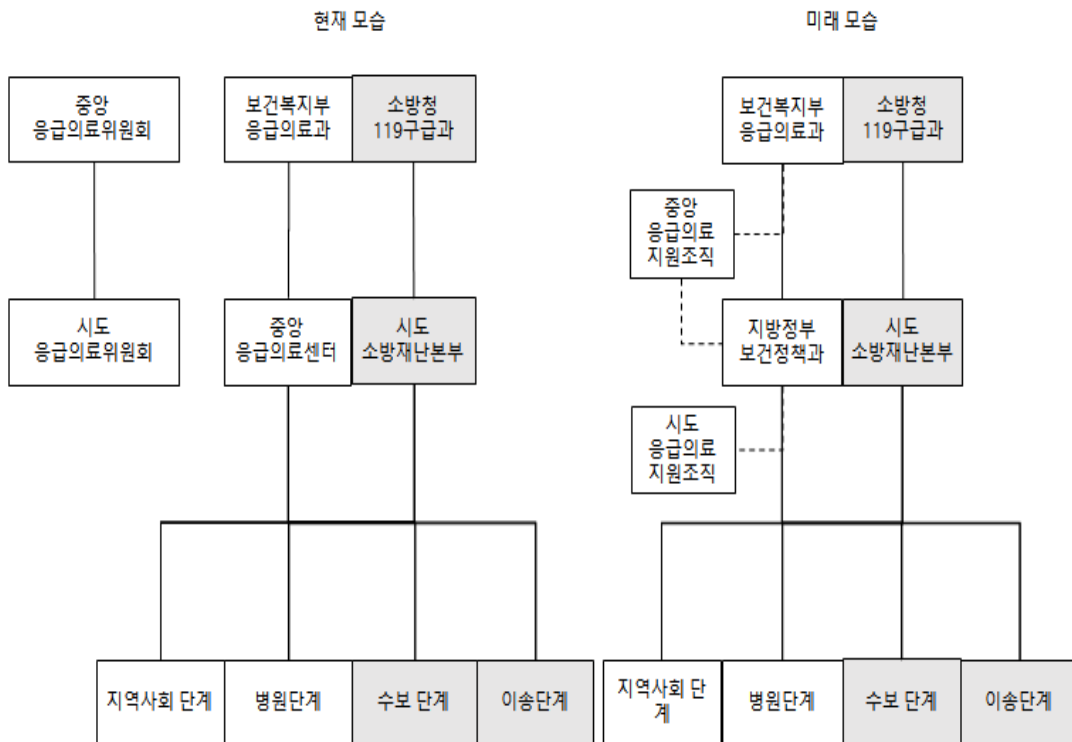 현재 모습
중앙
응급의료위원회
보건복지부
응급의료과
소방청
119구급과
시도
응급의료위원회
중앙
응급의료센터
시도
소방재난본부
지역사회 단계
병원단계
수보 단계
이송단계
미래 모습
보건복지부
응급의료과
소방청
119구급과
중앙
응급의료
지원조직
지방정부
보건정책과
시도
소방재난본부
시도
응급의료
지원조직
지역사회 단
계
병원단계
수보 단계
이송단계